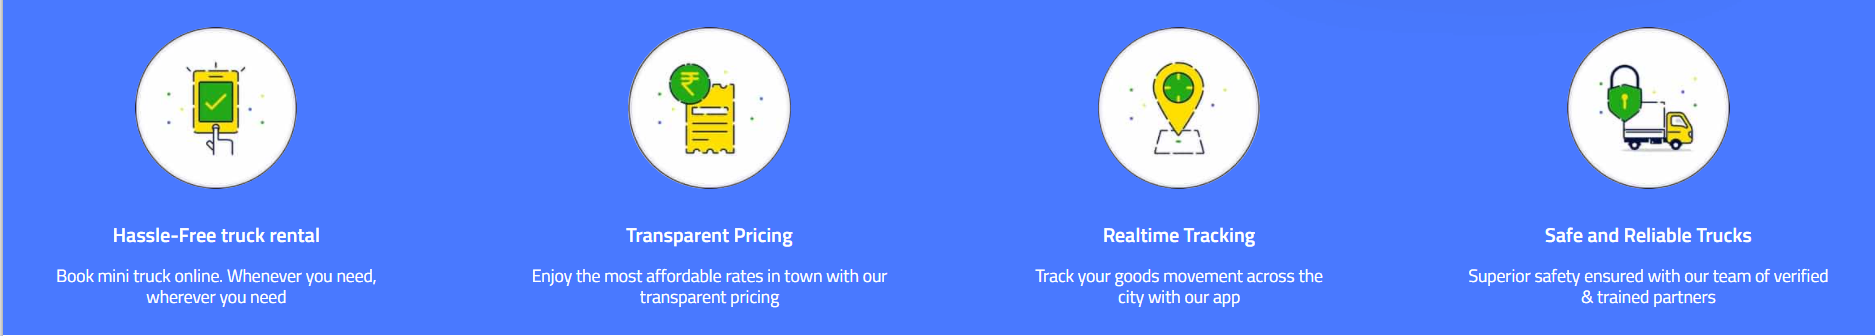 ₹
Hassle-Free truck rental
Book mini truck online. Whenever you need,
wherever you need
Transparent Pricing
Enjoy the most affordable rates in town with our
transparent pricing
Realtime Tracking
Track your goods movement across the
city with our app
Safe and Reliable Trucks
Superior safety ensured with our team of verified
& trained partners